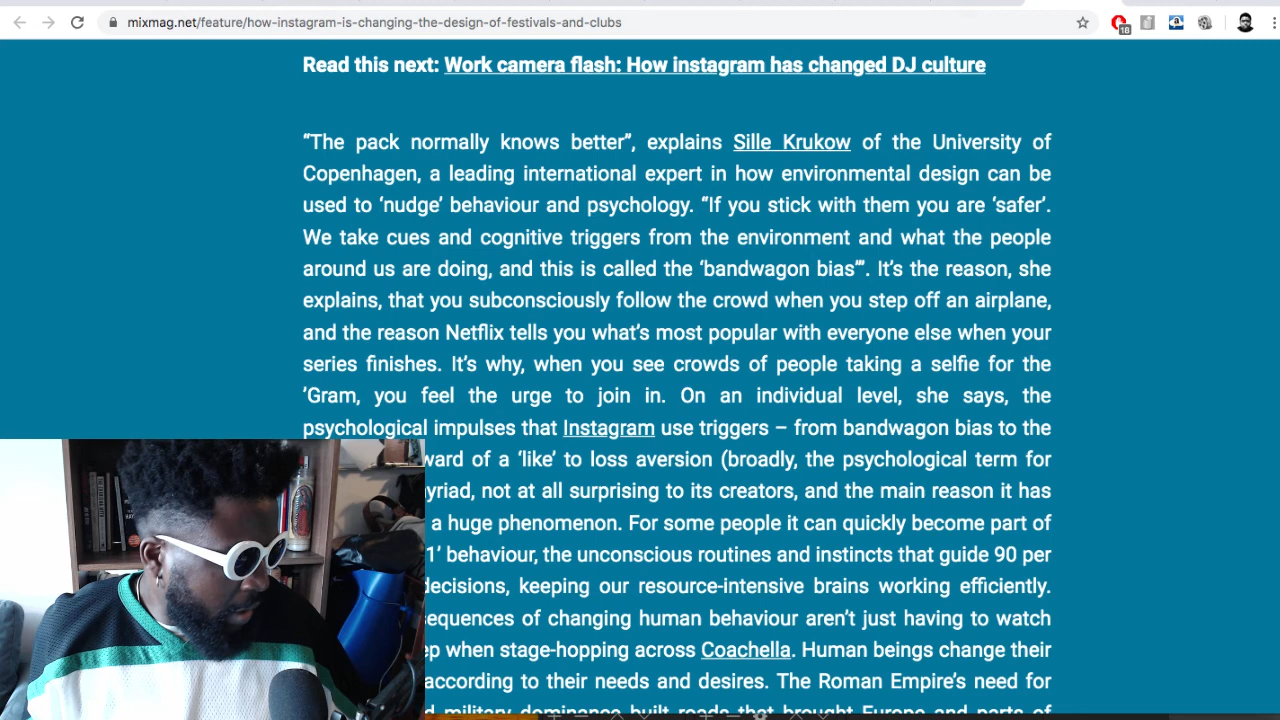 mixmag.net/feature/how-instagram-is-changing-the-design-of-festivals-and-clubs
18
Read this next: Work camera flash: How instagram has changed DJ culture
“The pack normally knows better”, explains Sille Krukow of the University of
Copenhagen, a leading international expert in how environmental design can be
used to ‘nudge’ behaviour and psychology. “If you stick with them you are ‘safer’.
We take cues and cognitive triggers from the environment and what the people
around us are doing, and this is called the ‘bandwagon bias’”. It’s the reason, she
explains, that you subconsciously follow the crowd when you step off an airplane,
and the reason Netflix tells you what’s most popular with everyone else when your
series finishes. It’s why, when you see crowds of people taking a selfie for the
’Gram, you feel the urge to join in. On an individual level, she says, the
psychological impulses that Instagram use triggers – from bandwagon bias to the
ward of a ‘like’ to loss aversion (broadly, the psychological term for
yriad, not at all surprising to its creators, and the main reason it has
a huge phenomenon. For some people it can quickly become part of
1’ behaviour, the unconscious routines and instincts that guide 90 per
decisions, keeping our resource-intensive brains working efficiently.
sequences of changing human behaviour aren’t just having to watch
ep when stage-hopping across Coachella. Human beings change their
according to their needs and desires. The Roman Empire’s need for
d military dominance built roads that brought Europe and parts of